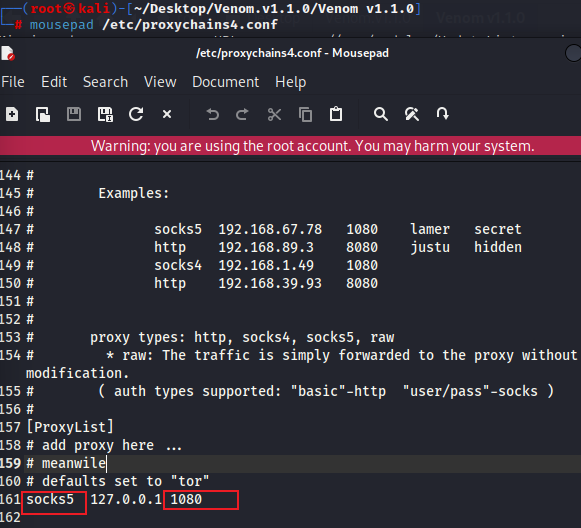 ──(root㉿kali)-[~/Desktop/Venom.v1.1.0/Venom v1.1.0]
─# mousepad /etc/proxychains4.conf
/etc/proxychains4.conf - Mousepad
File Edit Search View Document Help
Warning: you are using the root account. You may harm your system.
144 #
145 # Examples:
146 #
147 # socks5 192.168.67.78 1080 lamer secret
148 # http 192.168.89.3 8080 justu hidden
149 # socks4 192.168.1.49 1080
150 # http 192.168.39.93 8080
151 #
152 #
153 # proxy types: http, socks4, socks5, raw
154 # * raw: The traffic is simply forwarded to the proxy without
modification.
155 # ( auth types supported: "basic"-http "user/pass"-socks )
156 #
157 [ProxyList]
158 # add proxy here ...
159 # meanwile
160 # defaults set to "tor"
161 socks5 127.0.0.1 1080
162